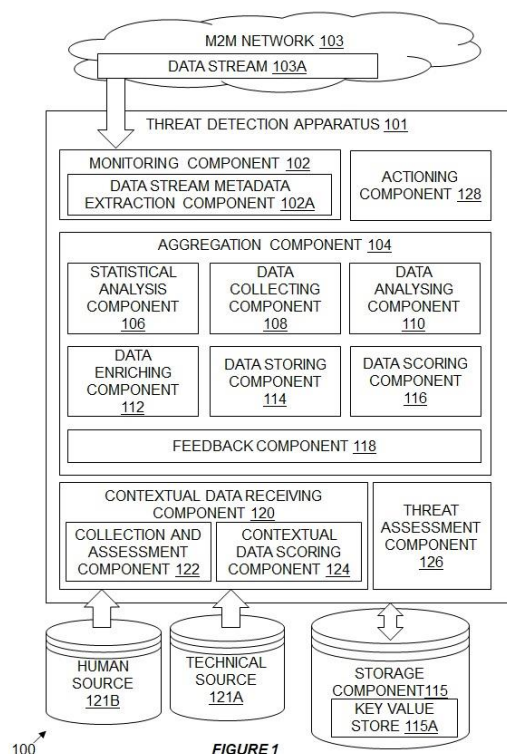 M2M NETWORK 103
DATA STREAM 103A
THREAT DETECTION APPARATUS 101
MONITORING COMPONENT 102
DATA STREAM METADATA
EXTRACTION COMPONENT 102A
ACTIONING
COMPONENT 128
AGGREGATION COMPONENT 104
STATISTICAL
ANALYSIS
COMPONENT
106
DATA
COLLECTING
COMPONENT
108
DATA
ANALYSING
COMPONENT
110
DATA
ENRICHING
COMPONENT
112
DATA STORING
COMPONENT
114
DATA SCORING
COMPONENT
116
FEEDBACK COMPONENT 118
CONTEXTUAL DATA RECEIVING
COMPONENT 120
COLLECTION AND
ASSESSMENT
COMPONENT 122
CONTEXTUAL
DATA SCORING
COMPONENT 124
THREAT
ASSESSMENT
COMPONENT
126
HUMAN
SOURCE
121B
TECHNICAL
SOURCE
121A
STORAGE
COMPONENT115
KEY VALUE
STORE 115A
100
FIGURE 1